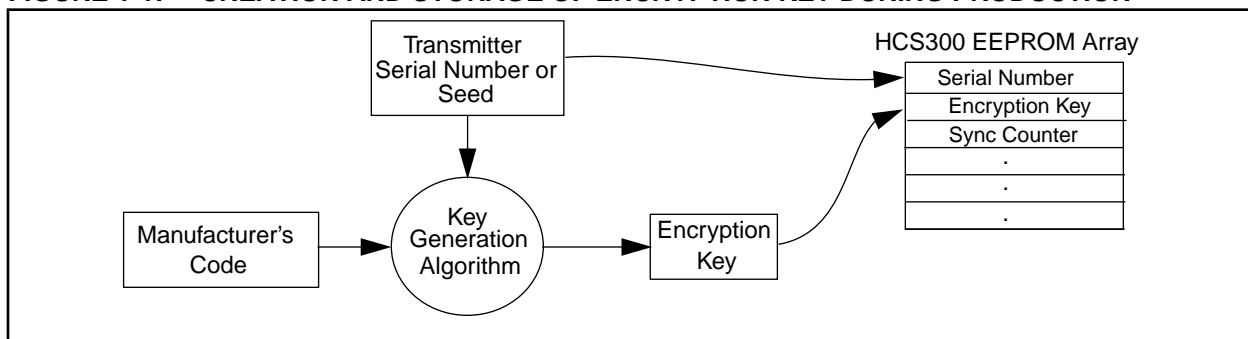 Transmitter
Serial Number or
Seed
HCS300 EEPROM Array
Serial Number
Encryption Key
Sync Counter
.
.
.
Manufacturer's
Code
Key
Generation
Algorithm
Encryption
Key